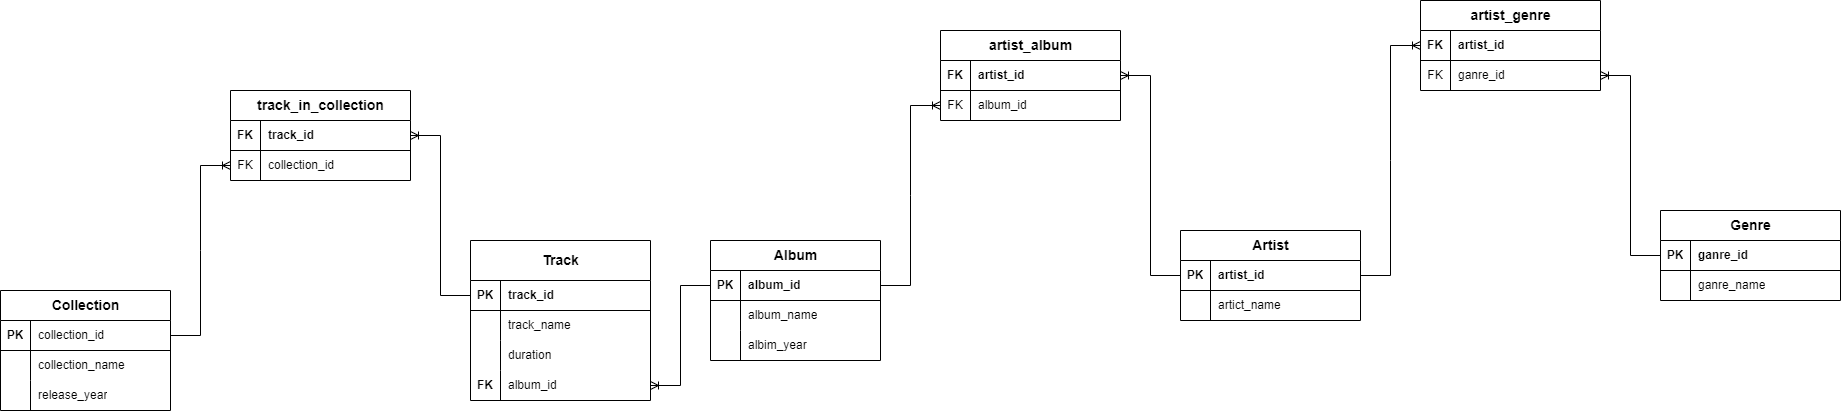 Collection
PK collection_id
collection_name
release_year
track_in_collection
FK track_id
FK collection_id
Track
PK track_id
track_name
duration
FK album_id
Album
PK album_id
album_name
albim_year
artist_album
FK artist_id
FK album_id
Artist
PK artist_id
artict_name
artist_genre
FK artist_id
FK ganre_id
Genre
PK ganre_id
ganre_name